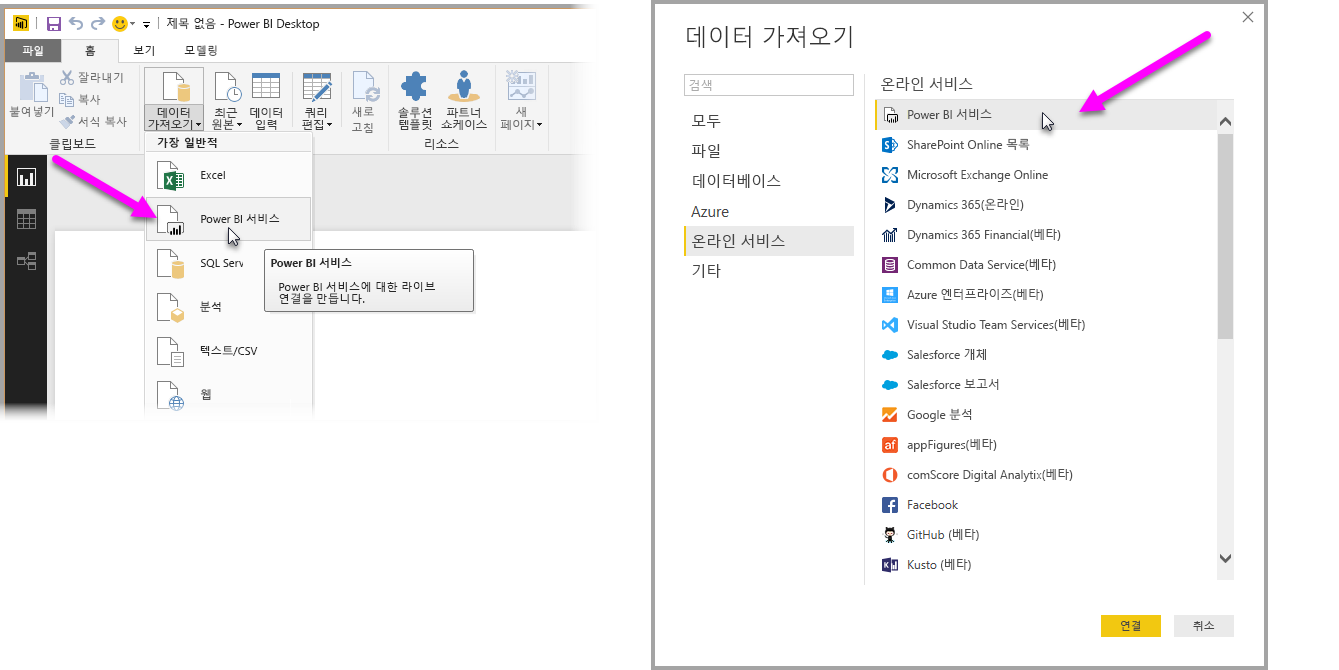 제목 없음 - Power BI Desktop
파일
홈
보기
모델링
붙여넣기
잘라내기
복사
서식 복사
클립보드
데이터
가져오기
최근
원본
데이터
입력
쿼리
편집
새로
고침
솔루션
템플릿
파트너
쇼케이스
리소스
새
페이지
가장 일반적
Excel
Power BI 서비스
SQL Serv
분석
텍스트/CSV
웹
Power BI 서비스
Power BI 서비스에 대한 라이브
연결을 만듭니다.
데이터 가져오기
검색
모두
파일
데이터베이스
Azure
온라인 서비스
기타
온라인 서비스
Power BI 서비스
SharePoint Online 목록
Microsoft Exchange Online
Dynamics 365(온라인)
Dynamics 365 Financial(베타)
Common Data Service(베타)
Azure 엔터프라이즈(베타)
Visual Studio Team Services(베타)
Salesforce 개체
Salesforce 보고서
Google 분석
appFigures(베타)
comScore Digital Analytix(베타)
Facebook
GitHub (베타)
Kusto (베타)
연결
취소